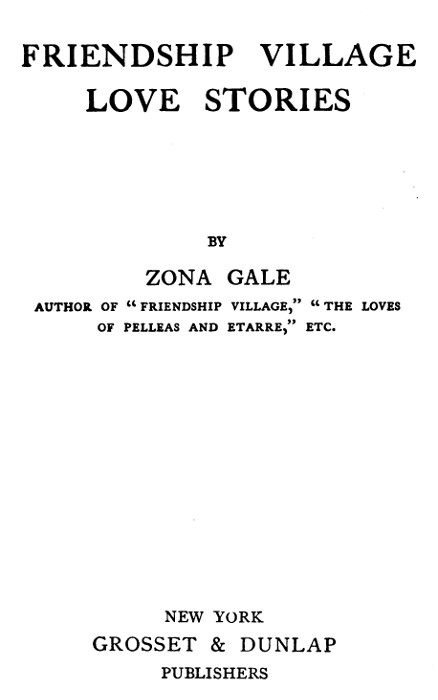 FRIENDSHIP VILLAGE
LOVE STORIES
BY
ZONA GALE
AUTHOR OF “FRIENDSHIP VILLAGE,” “THE LOVES
OF PELLEAS AND ETARRE,” ETC.
NEW YORK
GROSSET & DUNLAP
PUBLISHERS